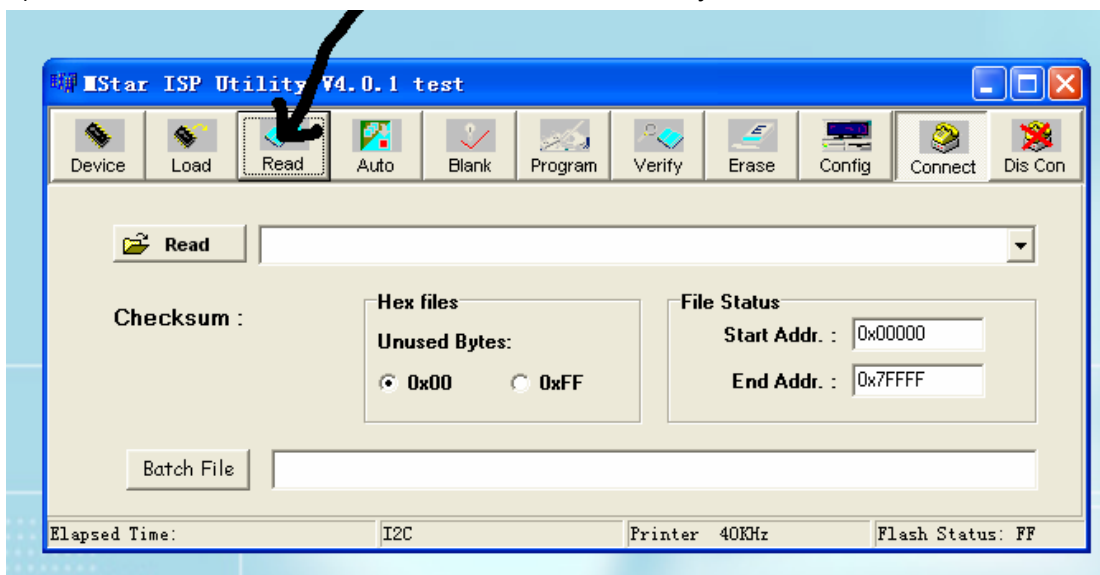 MStar ISP Utility V4.0.1 test
Device Load Read Auto Blank Program Verify Erase Config Connect Dis Con
Read
Checksum :
Hex files
Unused Bytes:
0x00 0xFF
File Status
Start Addr. : 0x00000
End Addr. : 0x7FFFF
Batch File
Elapsed Time: I2C Printer 40KHz Flash Status: FF